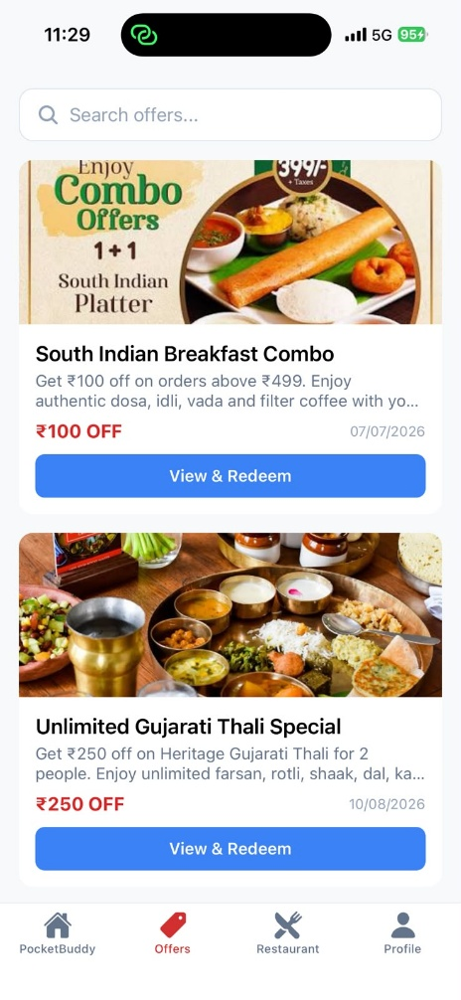 11:29
5G 95
Search offers...
Enjoy
Combo
Offers
1+1
South Indian
Platter
399/-
+ Taxes
South Indian Breakfast Combo
Get ₹100 off on orders above ₹499. Enjoy
authentic dosa, idli, vada and filter coffee with yo...
₹100 OFF
07/07/2026
View & Redeem
Unlimited Gujarati Thali Special
Get ₹250 off on Heritage Gujarati Thali for 2
people. Enjoy unlimited farsan, rotli, shaak, dal, ka...
₹250 OFF
10/08/2026
View & Redeem
PocketBuddy
Offers
Restaurant
Profile